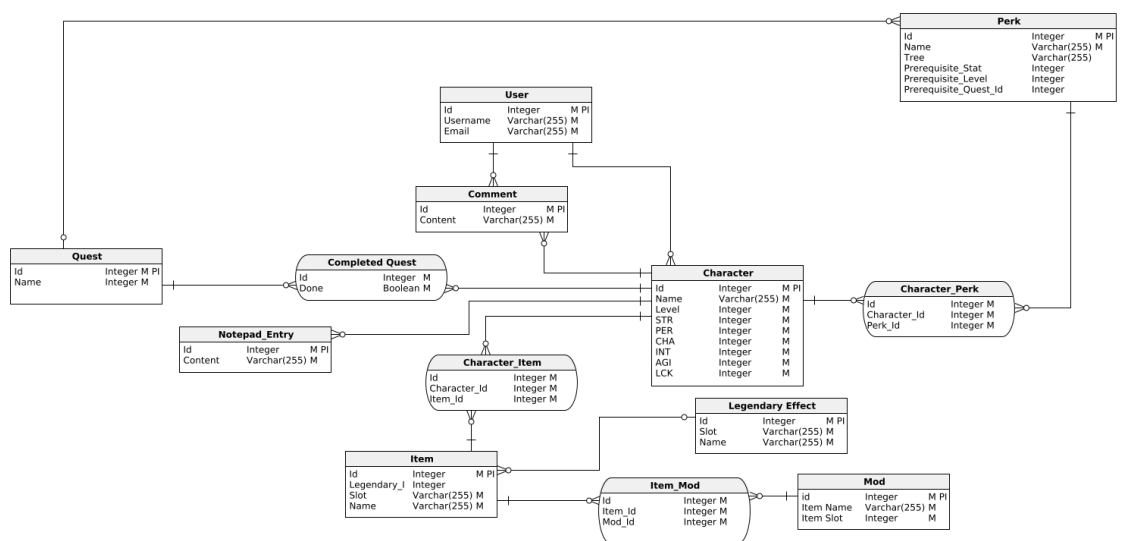 Perk
Id Integer M PI
Name Varchar(255) M
Tree Varchar(255)
Prerequisite_Stat Integer
Prerequisite_Level Integer
Prerequisite_Quest_Id Integer
User
Id Integer M PI
Username Varchar(255) M
Email Varchar(255) M
Comment
Id Integer M PI
Content Varchar(255) M
Quest
Id Integer M PI
Name Integer M
Completed Quest
Id Integer M
Done Boolean M
Character
Id Integer M PI
Name Varchar(255) M
Level Integer M
STR Integer M
PER Integer M
CHA Integer M
INT Integer M
AGI Integer M
LCK Integer M
Character_Perk
Id Integer M
Character_Id Integer M
Perk_Id Integer M
Notepad_Entry
Id Integer M PI
Content Varchar(255) M
Character_Item
Id Integer M
Character_Id Integer M
Item_Id Integer M
Legendary Effect
Id Integer M PI
Slot Varchar(255) M
Name Varchar(255) M
Item
Id Integer M PI
Legendary_I Integer
Slot Varchar(255) M
Name Varchar(255) M
Item_Mod
Id Integer M
Item_Id Integer M
Mod_Id Integer M
Mod
id Integer M PI
Item Name Varchar(255) M
Item Slot Integer M